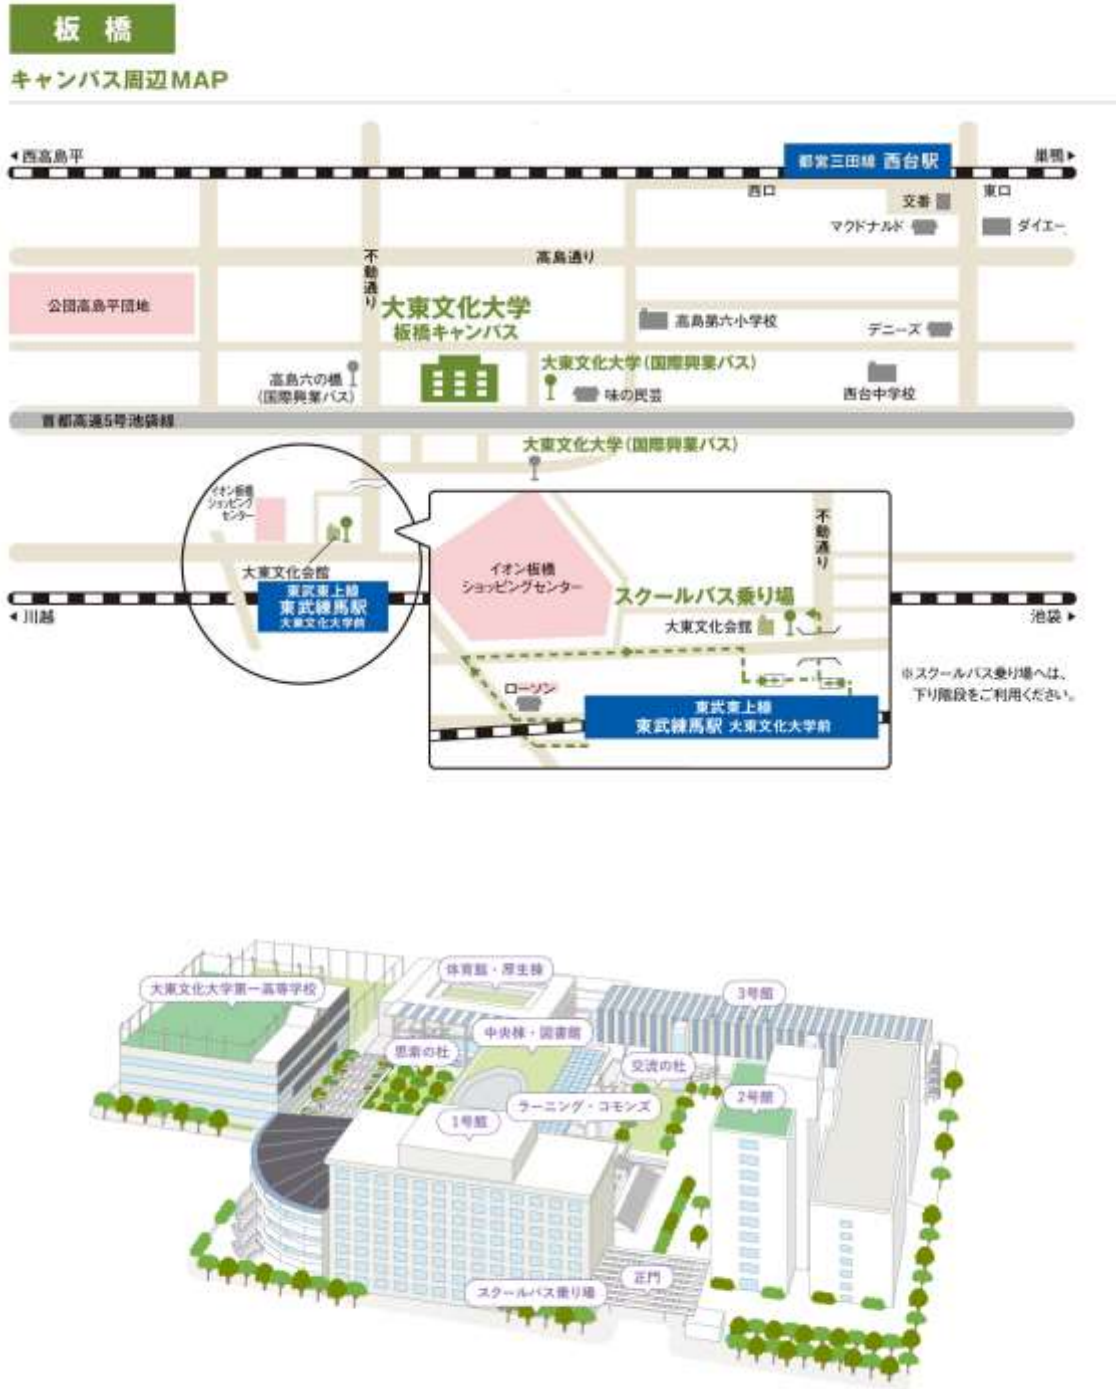 板橋
キャンパス周辺MAP
◀西高島平
都営三田線 西台駅
巣鴨▶
西口
交番
東口
マクドナルド
ダイエー
不動通り
高島通り
公団高島平団地
大東文化大学
板橋キャンパス
高島第六小学校
デニーズ
大東文化大学(国際興業バス)
高島六の橋
(国際興業バス)
味の民芸
西台中学校
首都高速5号池袋線
大東文化大学(国際興業バス)
イオン板橋
ショッピング
センター
大東文化会館
東武東上線
東武練馬駅
大東文化大学前
◀川越
不動通り
イオン板橋
ショッピングセンター
スクールバス乗り場
大東文化会館
ローソン
東武東上線
東武練馬駅 大東文化大学前
池袋▶
※スクールバス乗り場へは、
下り階段をご利用ください。
体育館・厚生棟
大東文化大学第一高等学校
3号館
中央棟・図書館
思索の杜
交流の杜
2号館
ラーニング・コモンズ
1号館
正門
スクールバス乗り場